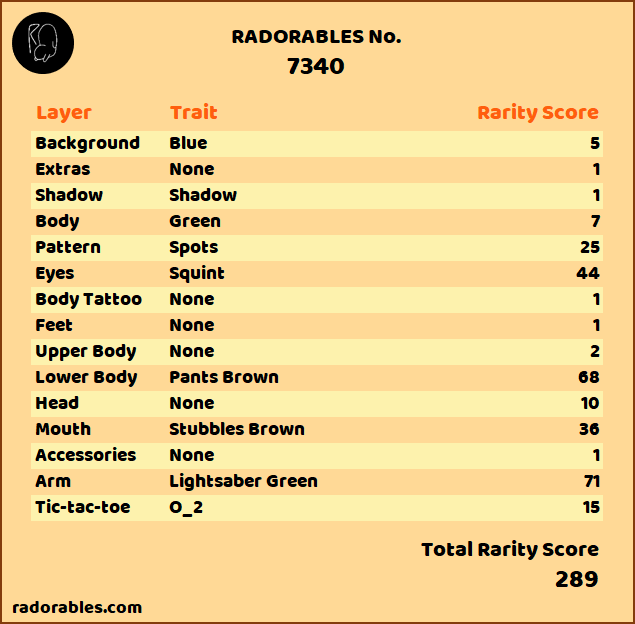 RADORABLES No.
7340
Layer Trait Rarity Score
Background Blue 5
Extras None 1
Shadow Shadow 1
Body Green 7
Pattern Spots 25
Eyes Squint 44
Body Tattoo None 1
Feet None 1
Upper Body None 2
Lower Body Pants Brown 68
Head None 10
Mouth Stubbles Brown 36
Accessories None 1
Arm Lightsaber Green 71
Tic-tac-toe O_2 15
Total Rarity Score
289
radorables.com